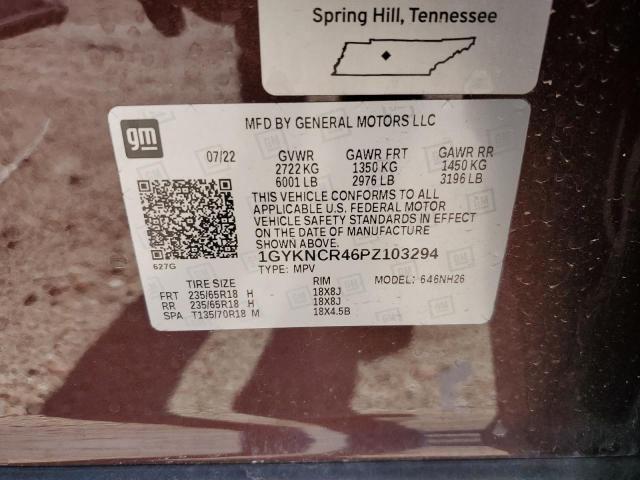 Spring Hill, Tennessee
gm
MFD BY GENERAL MOTORS LLC
07/22 GVWR GAWR FRT GAWR RR
2722 KG 1350 KG 1450 KG
6001 LB 2976 LB 3196 LB
THIS VEHICLE CONFORMS TO ALL
APPLICABLE U.S. FEDERAL MOTOR
VEHICLE SAFETY STANDARDS IN EFFECT
ON THE DATE OF MANUFACTURE
SHOWN ABOVE.
1GYKNCR46PZ103294
627G TYPE: MPV MODEL: 646NH26
TIRE SIZE RIM
FRT 235/65R18 H 18X8J
RR 235/65R18 H 18X8J
SPA T135/70R18 M 18X4.5B